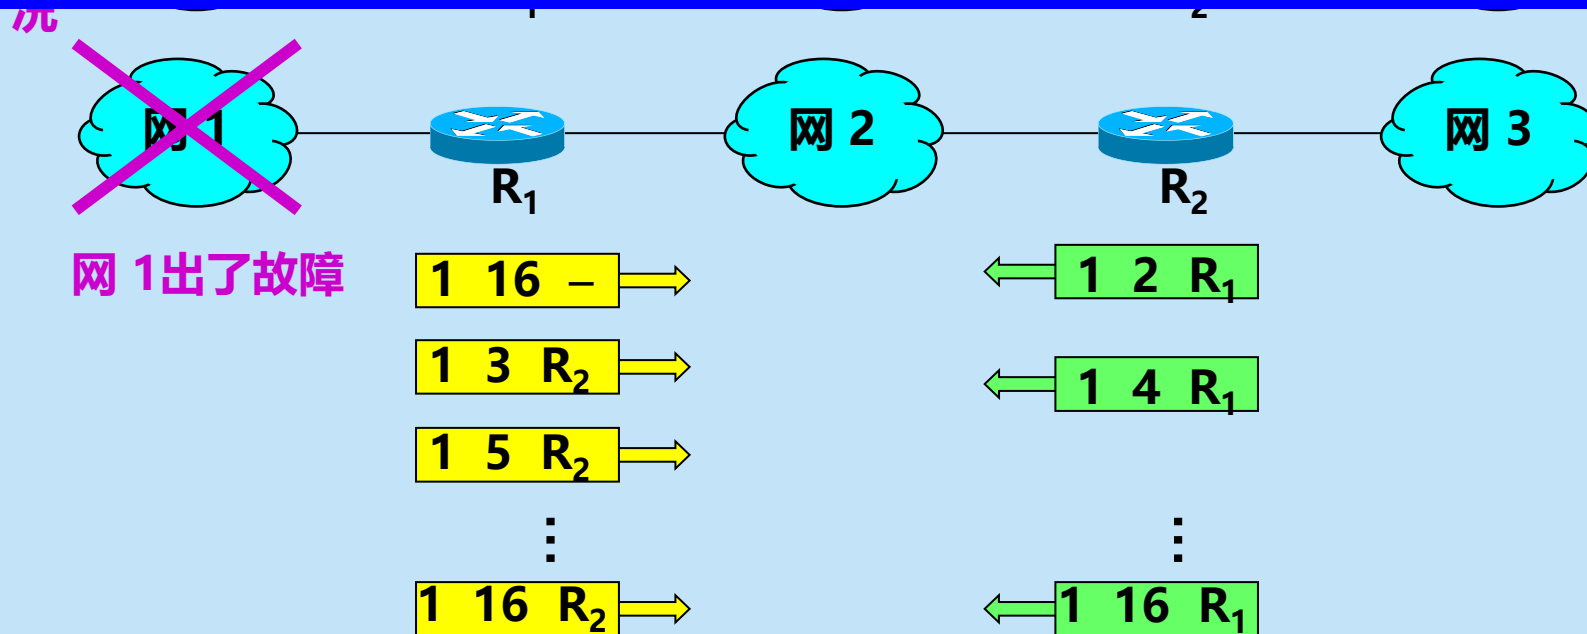 网 1 网 2 网 3
R1 R2
网 1出了故障
1 16 – 1 2 R1
1 3 R2 1 4 R1
1 5 R2
⋮ ⋮
1 16 R2 1 16 R1